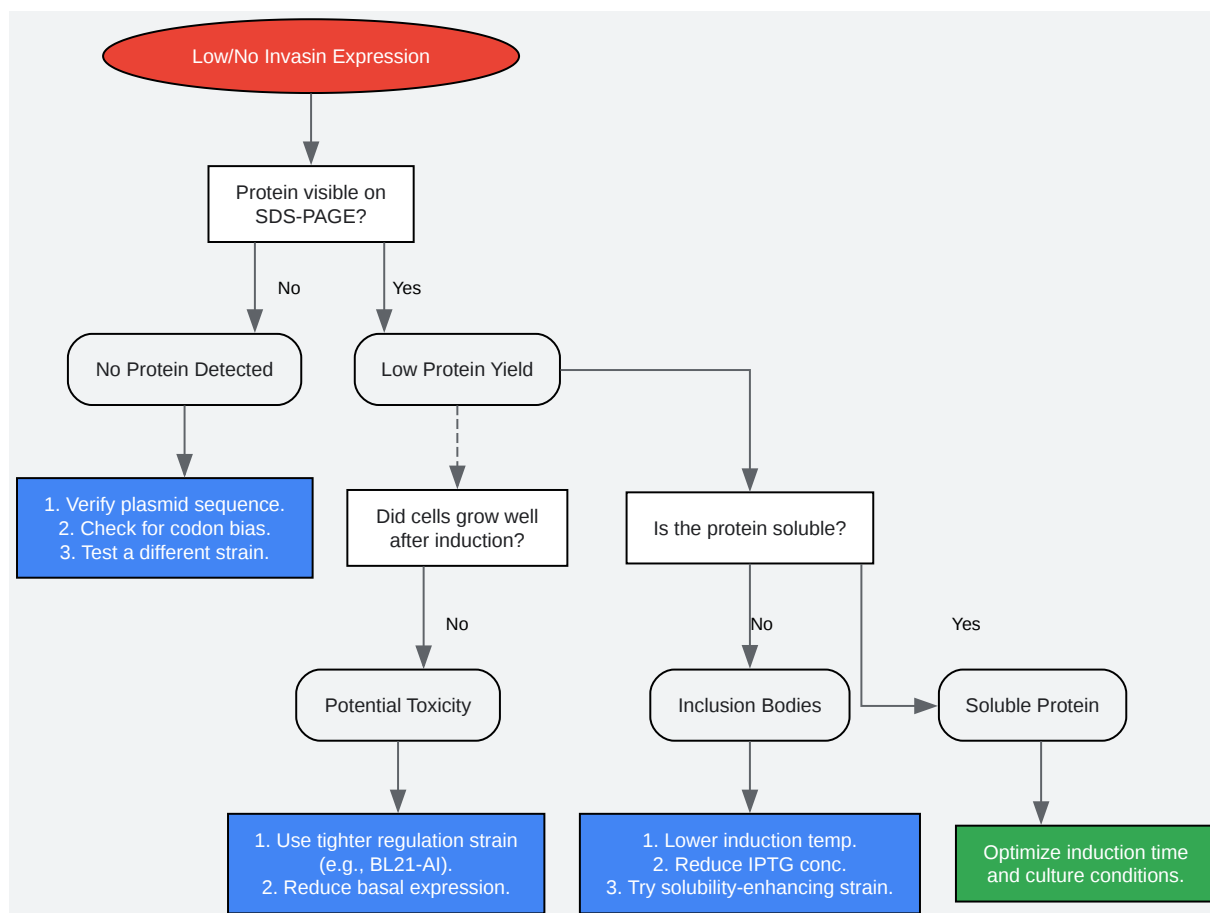 Low/No Invasin Expression
Protein visible on
SDS-PAGE?
No
Yes
No Protein Detected
Low Protein Yield
1. Verify plasmid sequence.
2. Check for codon bias.
3. Test a different strain.
Did cells grow well
after induction?
Is the protein soluble?
No
No
Yes
Potential Toxicity
Inclusion Bodies
Soluble Protein
1. Use tighter regulation strain
(e.g., BL21-AI).
2. Reduce basal expression.
1. Lower induction temp.
2. Reduce IPTG conc.
3. Try solubility-enhancing strain.
Optimize induction time
and culture conditions.